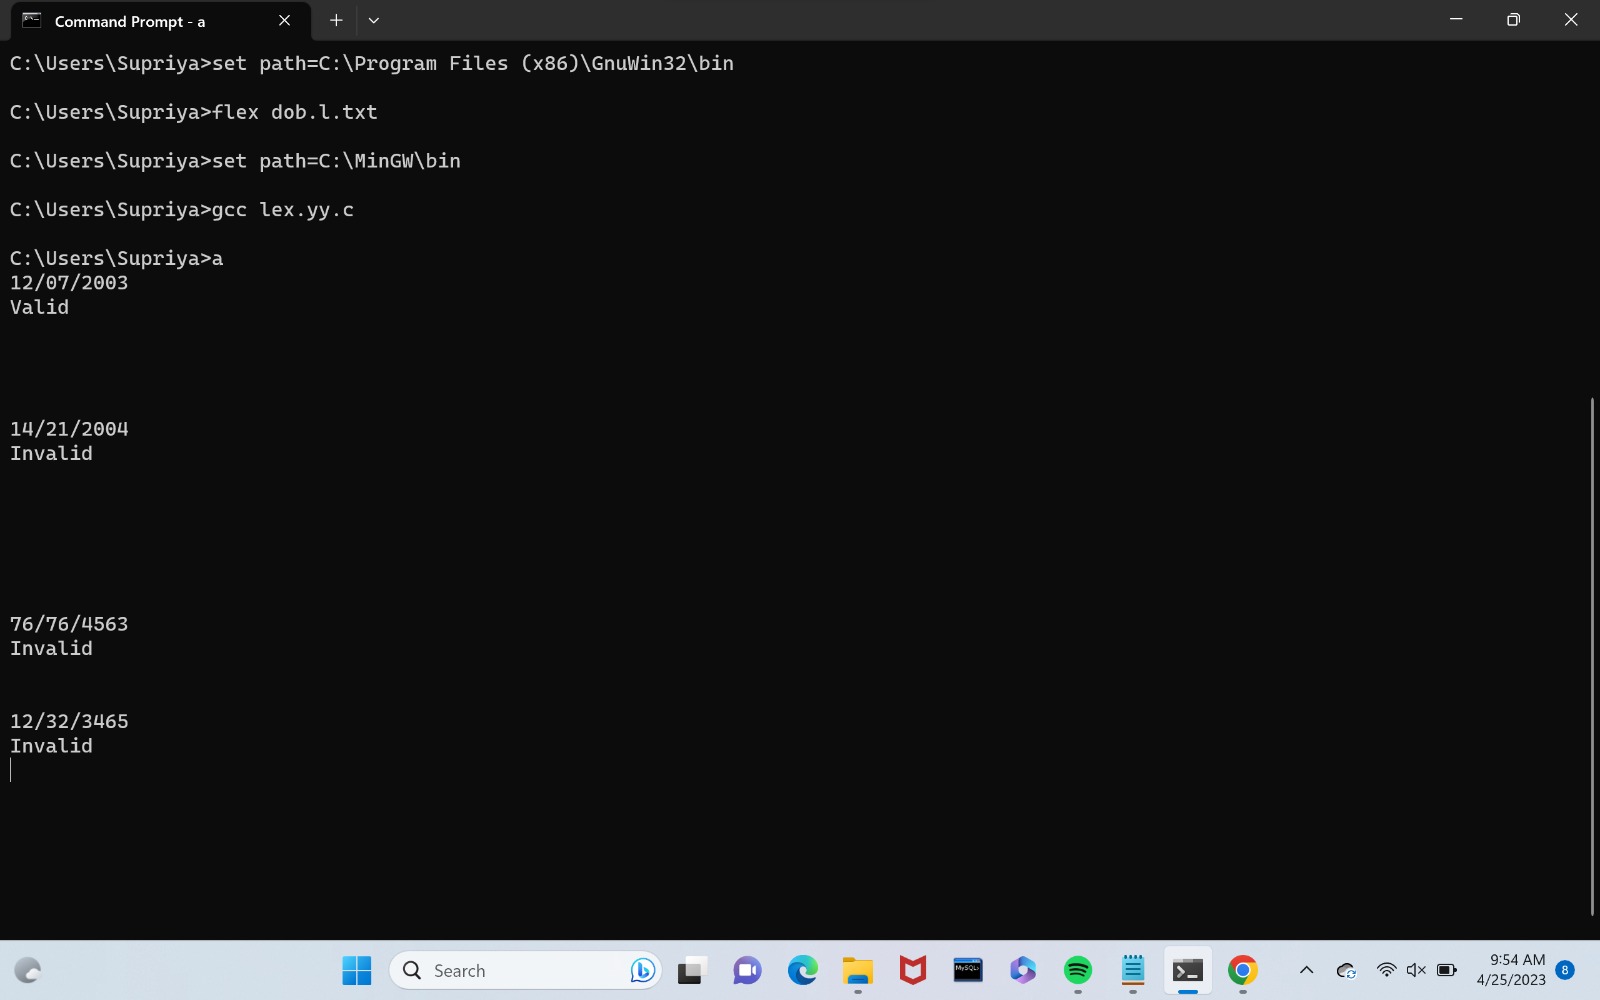 Command Prompt - a
C:\Users\Supriya>set path=C:\Program Files (x86)\GnuWin32\bin
C:\Users\Supriya>flex dob.l.txt
C:\Users\Supriya>set path=C:\MinGW\bin
C:\Users\Supriya>gcc lex.yy.c
C:\Users\Supriya>a
12/07/2003
Valid
14/21/2004
Invalid
76/76/4563
Invalid
12/32/3465
Invalid
Search
MySQL
9:54 AM
4/25/2023
8